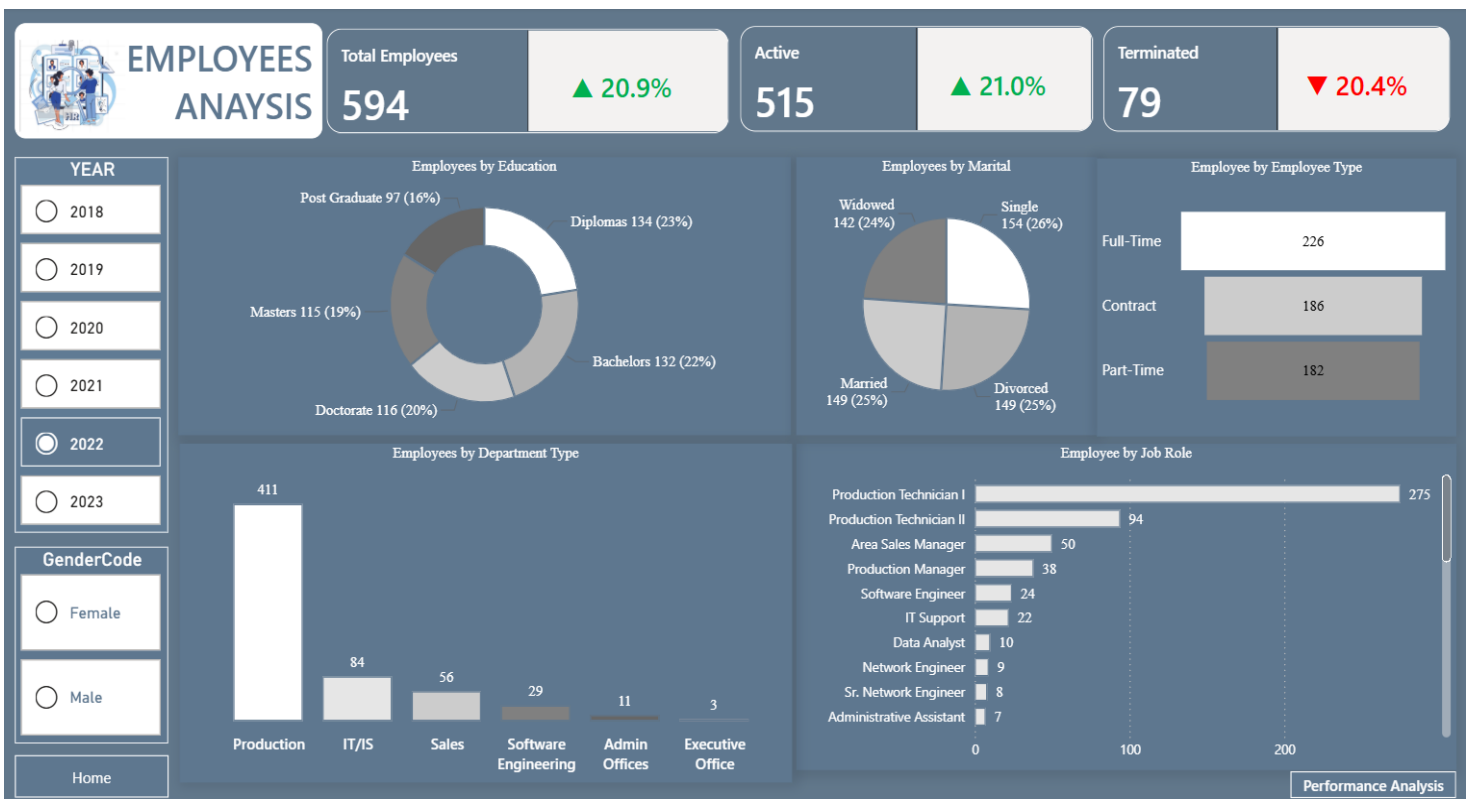 EMPLOYEES
ANAYSIS
Total Employees
594
▲ 20.9%
Active
515
▲ 21.0%
Terminated
79
▼ 20.4%
YEAR
2018
2019
2020
2021
2022
2023
GenderCode
Female
Male
Home
Employees by Education
Post Graduate 97 (16%)
Diplomas 134 (23%)
Masters 115 (19%)
Bachelors 132 (22%)
Doctorate 116 (20%)
Employees by Marital
Widowed
142 (24%)
Single
154 (26%)
Married
149 (25%)
Divorced
149 (25%)
Employee by Employee Type
Full-Time
226
Contract
186
Part-Time
182
Employees by Department Type
411
84
56
29
11
3
Production
IT/IS
Sales
Software
Engineering
Admin
Offices
Executive
Office
Employee by Job Role
Production Technician I
275
Production Technician II
94
Area Sales Manager
50
Production Manager
38
Software Engineer
24
IT Support
22
Data Analyst
10
Network Engineer
9
Sr. Network Engineer
8
Administrative Assistant
7
0
100
200
Performance Analysis